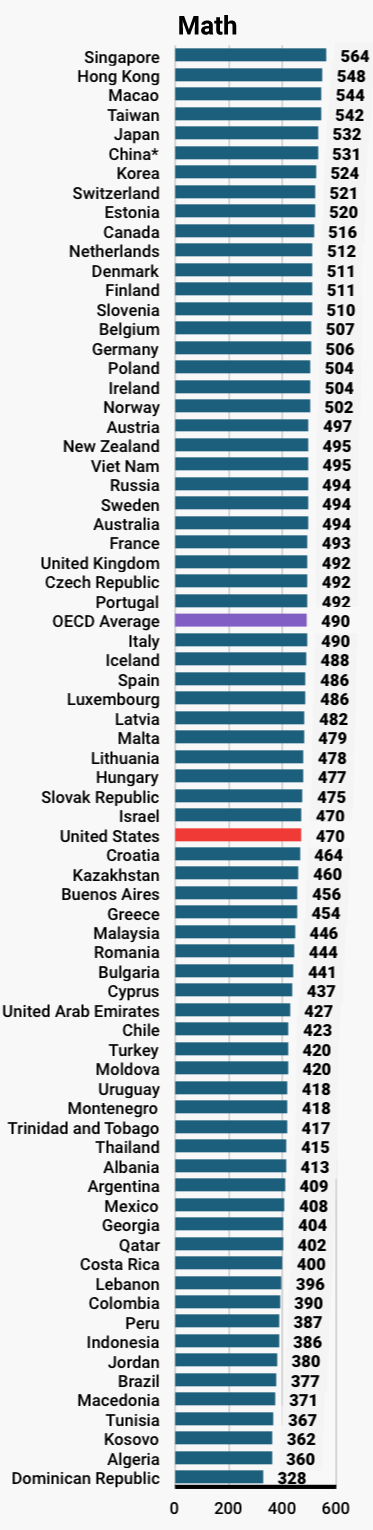 Math
Singapore 564
Hong Kong 548
Macao 544
Taiwan 542
Japan 532
China* 531
Korea 524
Switzerland 521
Estonia 520
Canada 516
Netherlands 512
Denmark 511
Finland 511
Slovenia 510
Belgium 507
Germany 506
Poland 504
Ireland 504
Norway 502
Austria 497
New Zealand 495
Viet Nam 495
Russia 494
Sweden 494
Australia 494
France 493
United Kingdom 492
Czech Republic 492
Portugal 492
OECD Average 490
Italy 490
Iceland 488
Spain 486
Luxembourg 486
Latvia 482
Malta 479
Lithuania 478
Hungary 477
Slovak Republic 475
Israel 470
United States 470
Croatia 464
Kazakhstan 460
Buenos Aires 456
Greece 454
Malaysia 446
Romania 444
Bulgaria 441
Cyprus 437
United Arab Emirates 427
Chile 423
Turkey 420
Moldova 420
Uruguay 418
Montenegro 418
Trinidad and Tobago 417
Thailand 415
Albania 413
Argentina 409
Mexico 408
Georgia 404
Qatar 402
Costa Rica 400
Lebanon 396
Colombia 390
Peru 387
Indonesia 386
Jordan 380
Brazil 377
Macedonia 371
Tunisia 367
Kosovo 362
Algeria 360
Dominican Republic 328
0 200 400 600